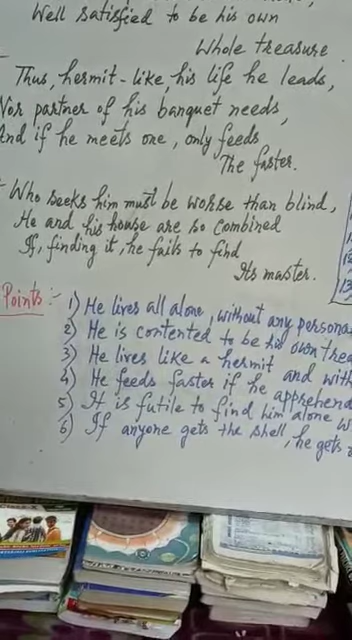 Well satisfied to be his own
Whole treasure.
Thus, hermit-like, his life he leads,
Nor partner of his banquet needs,
And if he meets one, only feeds
The faster.
Who seeks him must be worse than blind,
He and his house are so combined
If, finding it, he fails to find
Its master.
Points :-
1) He lives all alone, without any persona
2) He is contented to be his own trea
3) He lives like a hermit and with
4) He feeds faster if he apprehend
5) It is futile to find him alone w
6) If anyone gets the shell, he gets